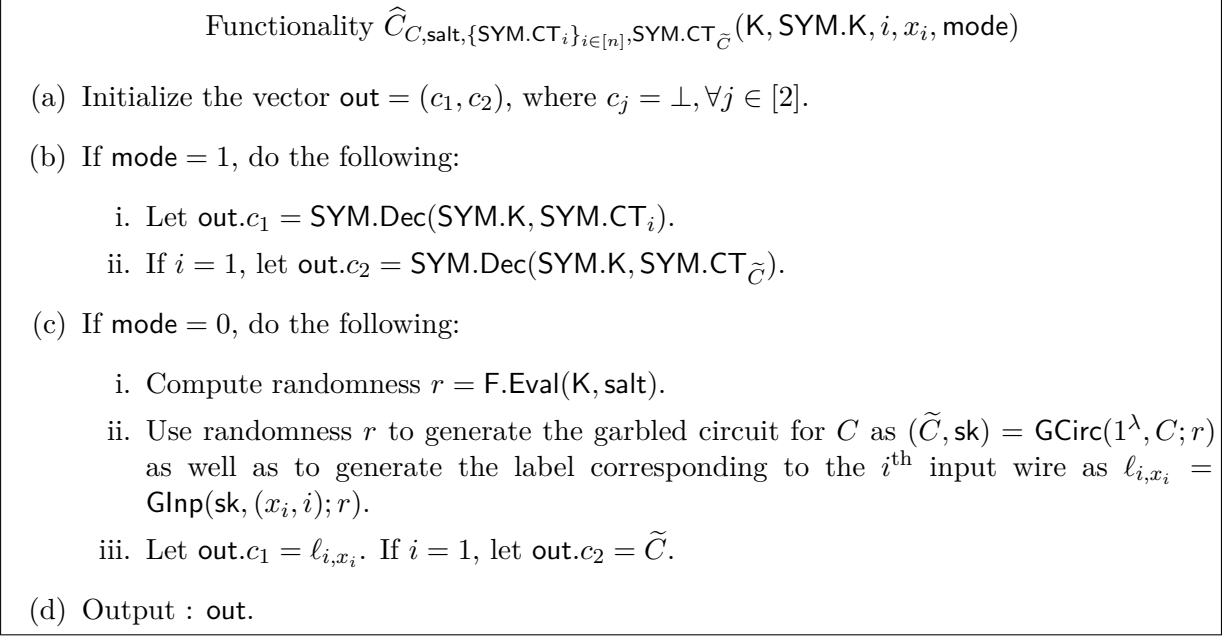 Functionality Ĉ_{C,salt,{SYM.CT_i}_{i∈[n]},SYM.CT_{C̃}}(K, SYM.K, i, x_i, mode)
(a) Initialize the vector out = (c_1, c_2), where c_j = ⊥, ∀j ∈ [2].
(b) If mode = 1, do the following:
i. Let out.c_1 = SYM.Dec(SYM.K, SYM.CT_i).
ii. If i = 1, let out.c_2 = SYM.Dec(SYM.K, SYM.CT_{C̃}).
(c) If mode = 0, do the following:
i. Compute randomness r = F.Eval(K, salt).
ii. Use randomness r to generate the garbled circuit for C as (C̃, sk) = GCirc(1^λ, C; r)
as well as to generate the label corresponding to the i^th input wire as ℓ_{i,x_i} =
GInp(sk, (x_i, i); r).
iii. Let out.c_1 = ℓ_{i,x_i}. If i = 1, let out.c_2 = C̃.
(d) Output : out.